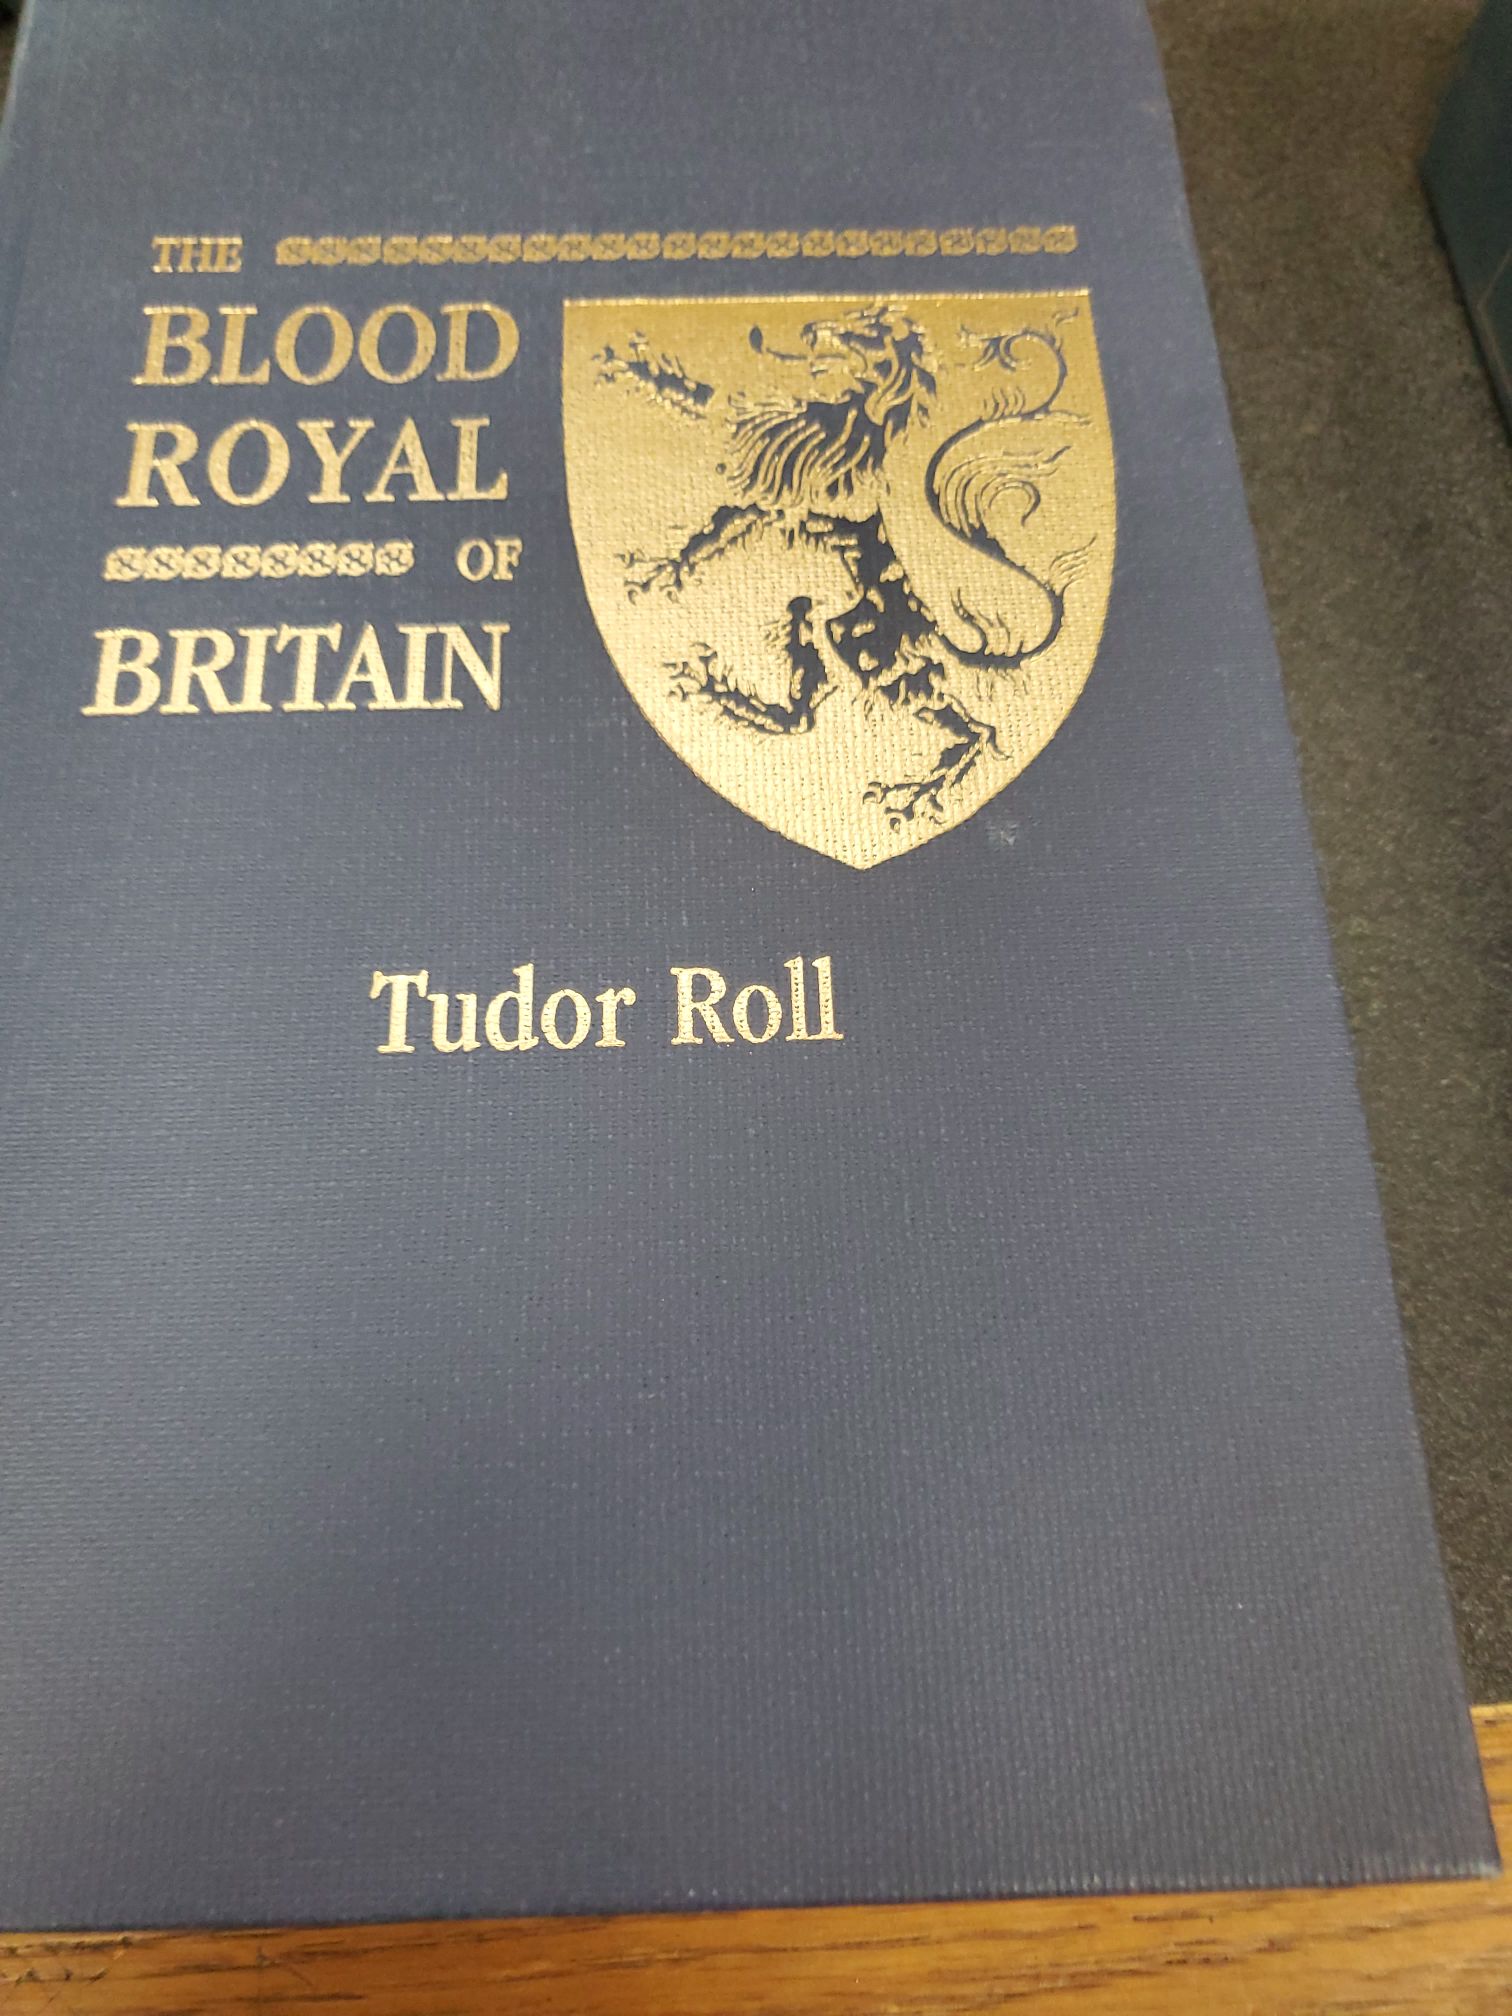 THE
BLOOD
ROYAL
OF
BRITAIN
Tudor Roll